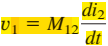 v₁ = M₁₂ di₂/dt